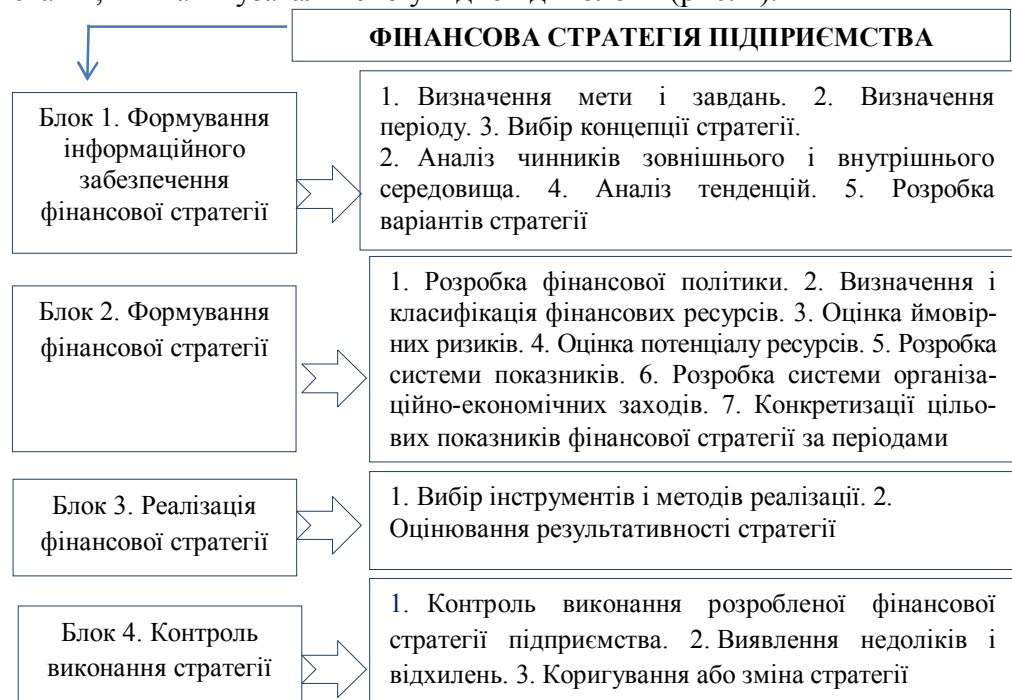 ФІНАНСОВА СТРАТЕГІЯ ПІДПРИЄМСТВА
Блок 1. Формування
інформаційного
забезпечення
фінансової стратегії
1. Визначення мети і завдань. 2. Визначення
періоду. 3. Вибір концепції стратегії.
2. Аналіз чинників зовнішнього і внутрішнього
середовища. 4. Аналіз тенденцій. 5. Розробка
варіантів стратегії
Блок 2. Формування
фінансової стратегії
1. Розробка фінансової політики. 2. Визначення і
класифікація фінансових ресурсів. 3. Оцінка ймовір-
них ризиків. 4. Оцінка потенціалу ресурсів. 5. Розробка
системи показників. 6. Розробка системи організа-
ційно-економічних заходів. 7. Конкретизації цільо-
вих показників фінансової стратегії за періодами
Блок 3. Реалізація
фінансової стратегії
1. Вибір інструментів і методів реалізації. 2.
Оцінювання результативності стратегії
Блок 4. Контроль
виконання стратегії
1. Контроль виконання розробленої фінансової
стратегії підприємства. 2. Виявлення недоліків і
відхилень. 3. Коригування або зміна стратегії